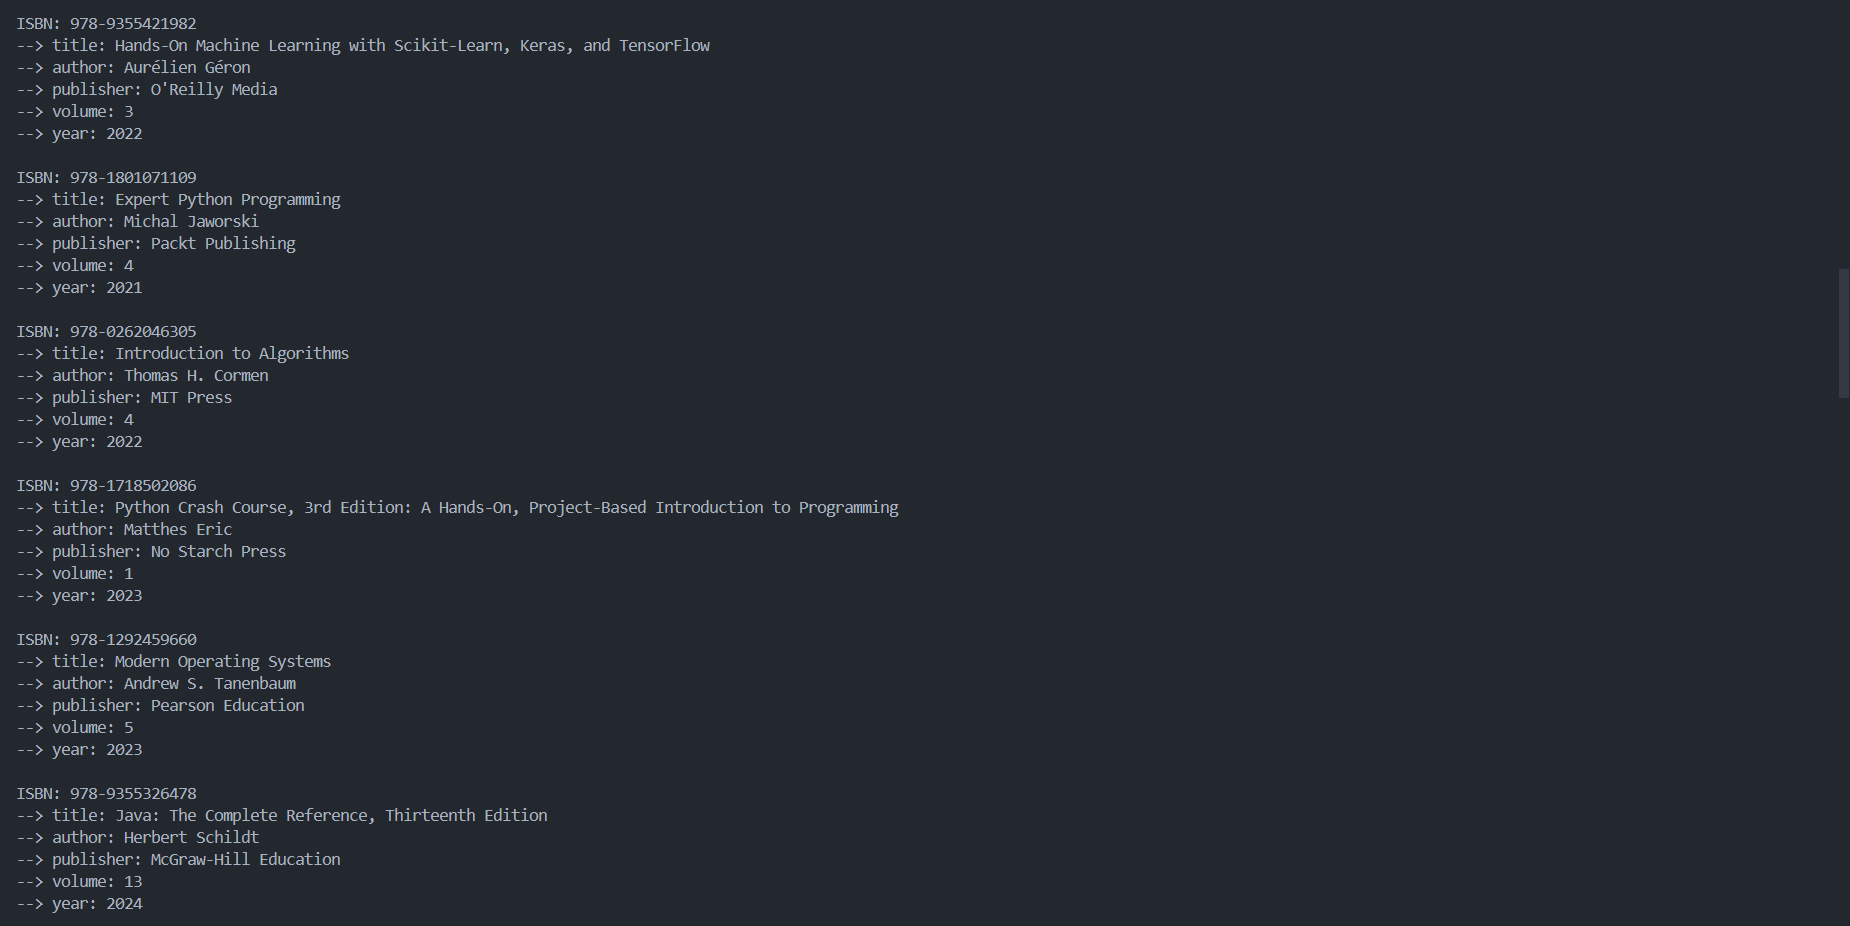 ISBN: 978-9355421982
--> title: Hands-On Machine Learning with Scikit-Learn, Keras, and TensorFlow
--> author: Aurélien Géron
--> publisher: O'Reilly Media
--> volume: 3
--> year: 2022
ISBN: 978-1801071109
--> title: Expert Python Programming
--> author: Michal Jaworski
--> publisher: Packt Publishing
--> volume: 4
--> year: 2021
ISBN: 978-0262046305
--> title: Introduction to Algorithms
--> author: Thomas H. Cormen
--> publisher: MIT Press
--> volume: 4
--> year: 2022
ISBN: 978-1718502086
--> title: Python Crash Course, 3rd Edition: A Hands-On, Project-Based Introduction to Programming
--> author: Matthes Eric
--> publisher: No Starch Press
--> volume: 1
--> year: 2023
ISBN: 978-1292459660
--> title: Modern Operating Systems
--> author: Andrew S. Tanenbaum
--> publisher: Pearson Education
--> volume: 5
--> year: 2023
ISBN: 978-9355326478
--> title: Java: The Complete Reference, Thirteenth Edition
--> author: Herbert Schildt
--> publisher: McGraw-Hill Education
--> volume: 13
--> year: 2024